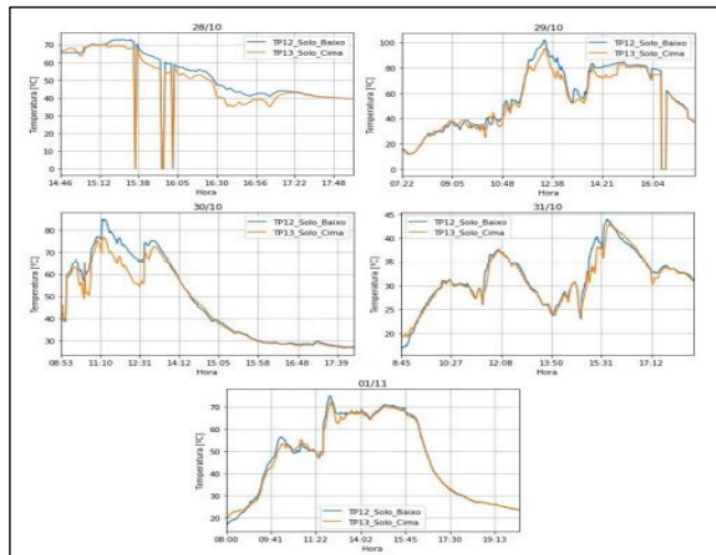 28/10
TP12_Solo_Baixo
TP13_Solo_Cima
Temperatura [ºC]
70
60
50
40
30
20
10
0
14:46 15:12 15:38 16:05 16:30 16:56 17:22 17:48
Hora
29/10
TP12_Solo_Baixo
TP13_Solo_Cima
Temperatura [ºC]
100
80
60
40
20
0
07:22 09:05 10:48 12:38 14:21 16:04
Hora
30/10
TP12_Solo_Baixo
TP13_Solo_Cima
Temperatura [ºC]
80
70
60
50
40
30
08:53 11:10 12:31 14:12 15:05 15:58 16:48 17:39
Hora
31/10
TP12_Solo_Baixo
TP13_Solo_Cima
Temperatura [ºC]
45
40
35
30
25
20
8:45 10:27 12:08 13:50 15:31 17:12
Hora
01/11
Temperatura [ºC]
70
60
50
40
30
20
TP12_Solo_Baixo
TP13_Solo_Cima
08:00 09:41 11:22 14:02 15:45 17:30 19:13
Hora